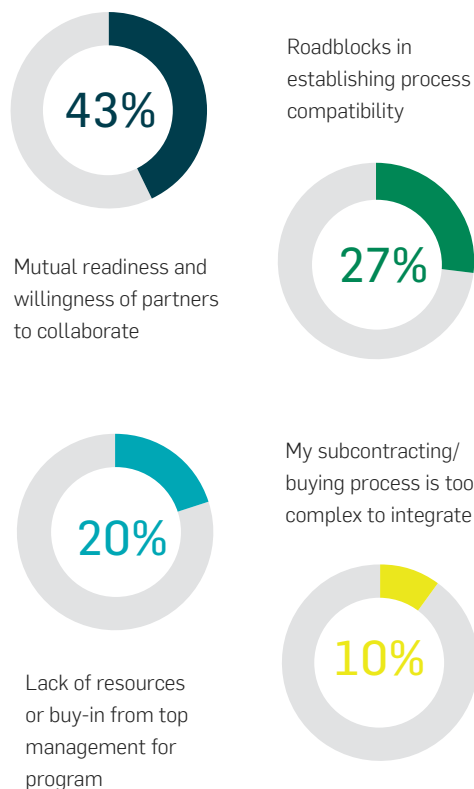 43%
Mutual readiness and
willingness of partners
to collaborate
Roadblocks in
establishing process
compatibility
27%
20%
Lack of resources
or buy-in from top
management for
program
My subcontracting/
buying process is too
complex to integrate
10%